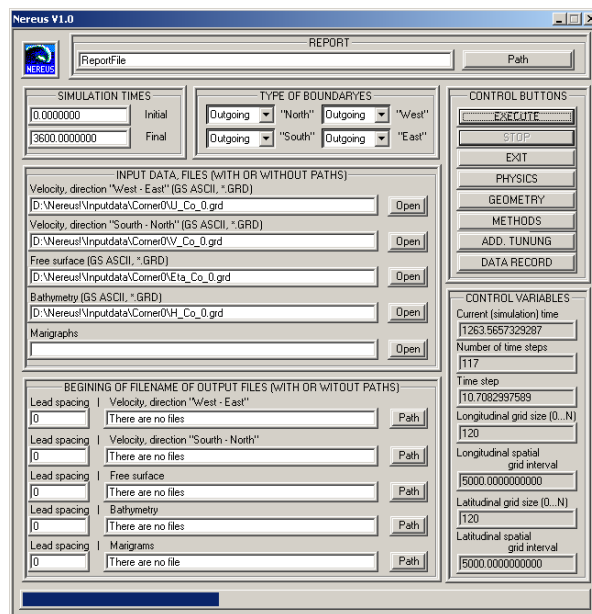 Nereus V1.0
REPORT
NEREUS
ReportFile
Path
SIMULATION TIMES
0.0000000 Initial
3600.0000000 Final
TYPE OF BOUNDARYES
Outgoing "North" Outgoing "West"
Outgoing "South" Outgoing "East"
CONTROL BUTTONS
EXECUTE
STOP
EXIT
PHYSICS
GEOMETRY
METHODS
ADD. TUNUNG
DATA RECORD
INPUT DATA, FILES (WITH OR WITHOUT PATHS)
Velocity, direction "West - East" (GS ASCII, *.GRD)
D:\Nereus!\Inputdata\Corner0\U_Co_0.grd Open
Velocity, direction "Sourth - North" (GS ASCII, *.GRD)
D:\Nereus!\Inputdata\Corner0\V_Co_0.grd Open
Free surface (GS ASCII, *.GRD)
D:\Nereus!\Inputdata\Corner0\Eta_Co_0.grd Open
Bathymetry (GS ASCII, *.GRD)
D:\Nereus!\Inputdata\Corner0\H_Co_0.grd Open
Marigraphs
Open
CONTROL VARIABLES
Current (simulation) time
1263.5657329287
Number of time steps
117
Time step
10.7082997589
Longitudinal grid size (0...N)
120
Longitudinal spatial
grid interval
5000.0000000000
Latitudinal grid size (0...N)
120
Latitudinal spatial
grid interval
5000.0000000000
BEGINING OF FILENAME OF OUTPUT FILES (WITH OR WITOUT PATHS)
Lead spacing | Velocity, direction "West - East"
0 There are no files Path
Lead spacing | Velocity, direction "Sourth - North"
0 There are no files Path
Lead spacing | Free surface
0 There are no files Path
Lead spacing | Bathymetry
0 There are no files Path
Lead spacing | Marigrams
0 There are no file Path